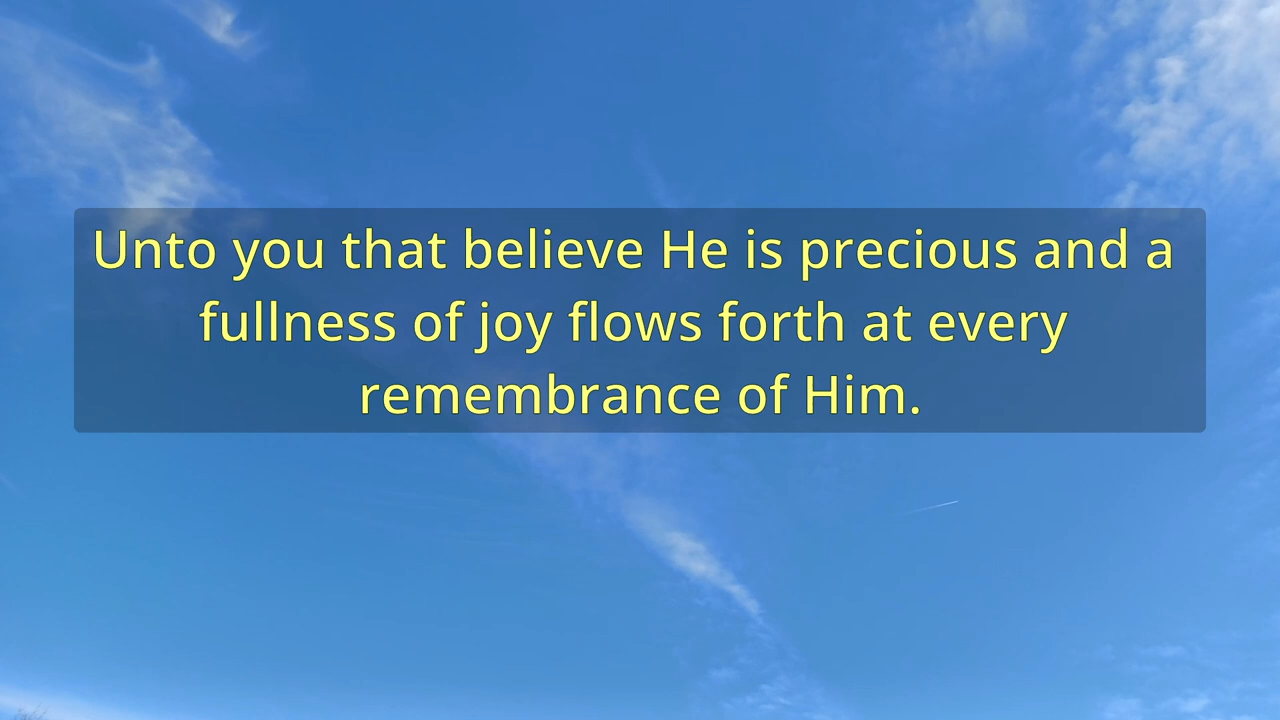 Unto you that believe He is precious and a
fullness of joy flows forth at every
remembrance of Him.